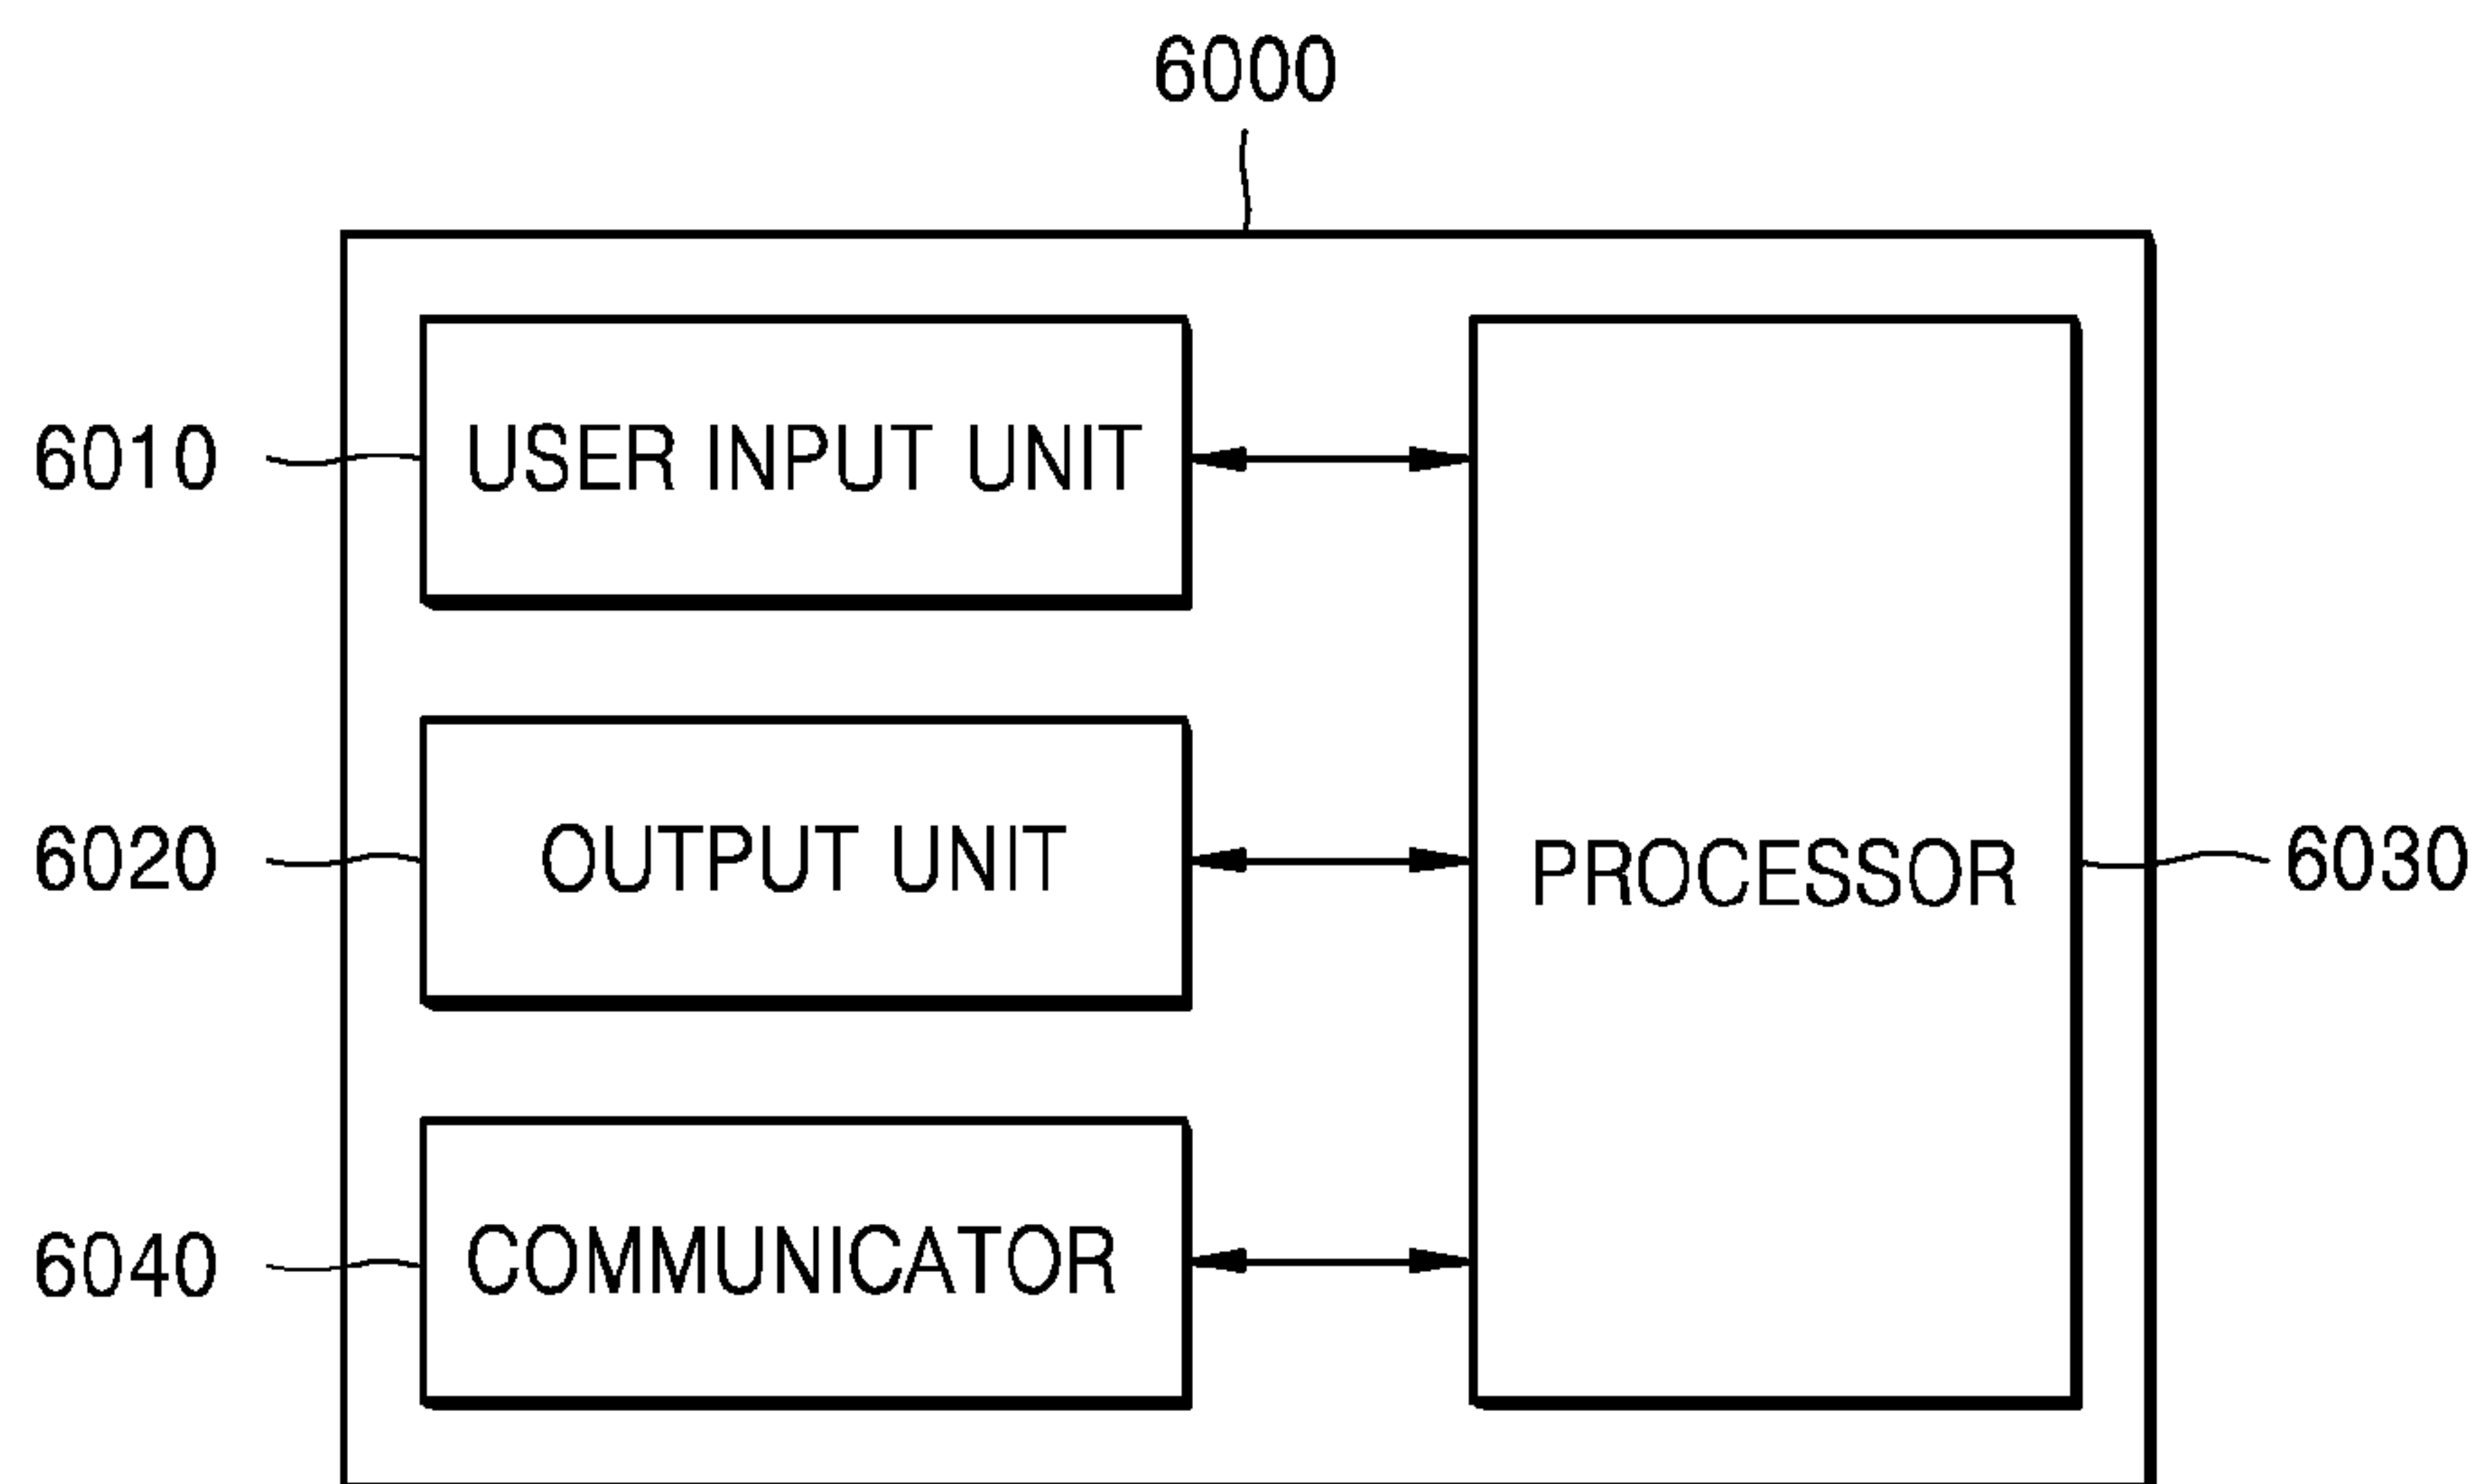 6000
6010
USER INPUT UNIT
6020
OUTPUT UNIT
PROCESSOR
6030
6040
COMMUNICATOR